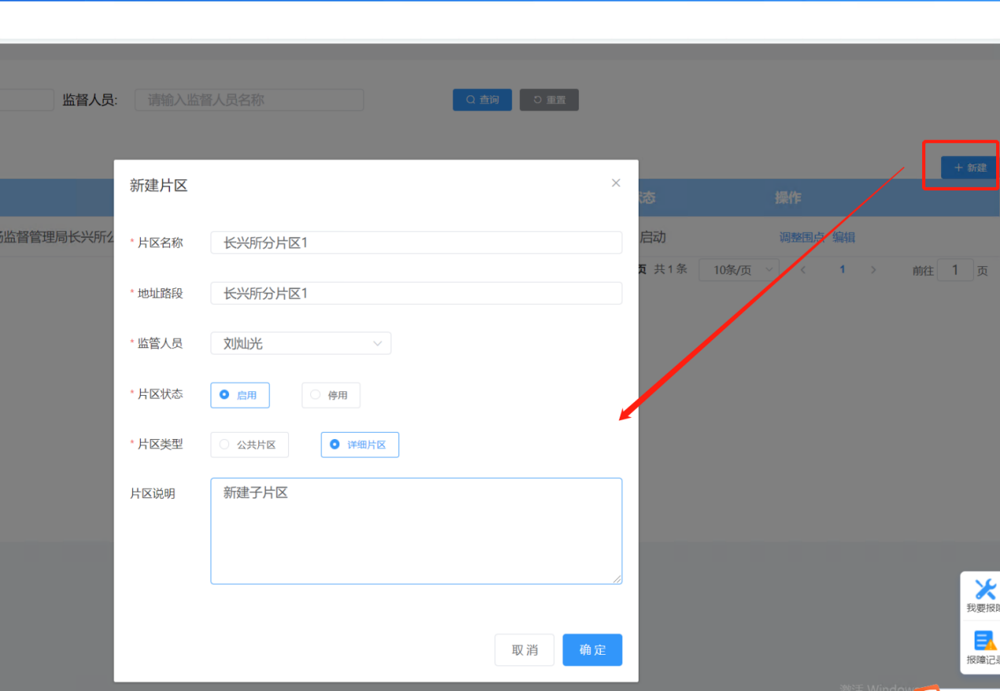 监督人员: 请输入监督人员名称 查询 重置
新建
新建片区
态 操作
监督管理局长兴所 启动 调整围点 编辑
页 共1条 10条/页 1 前往 1 页
* 片区名称 长兴所分片区1
* 地址路段 长兴所分片区1
* 监管人员 刘灿光
* 片区状态 启用 停用
* 片区类型 公共片区 详细片区
片区说明 新建子片区
我要报障
报障记录
取消 确定
激活 Windows